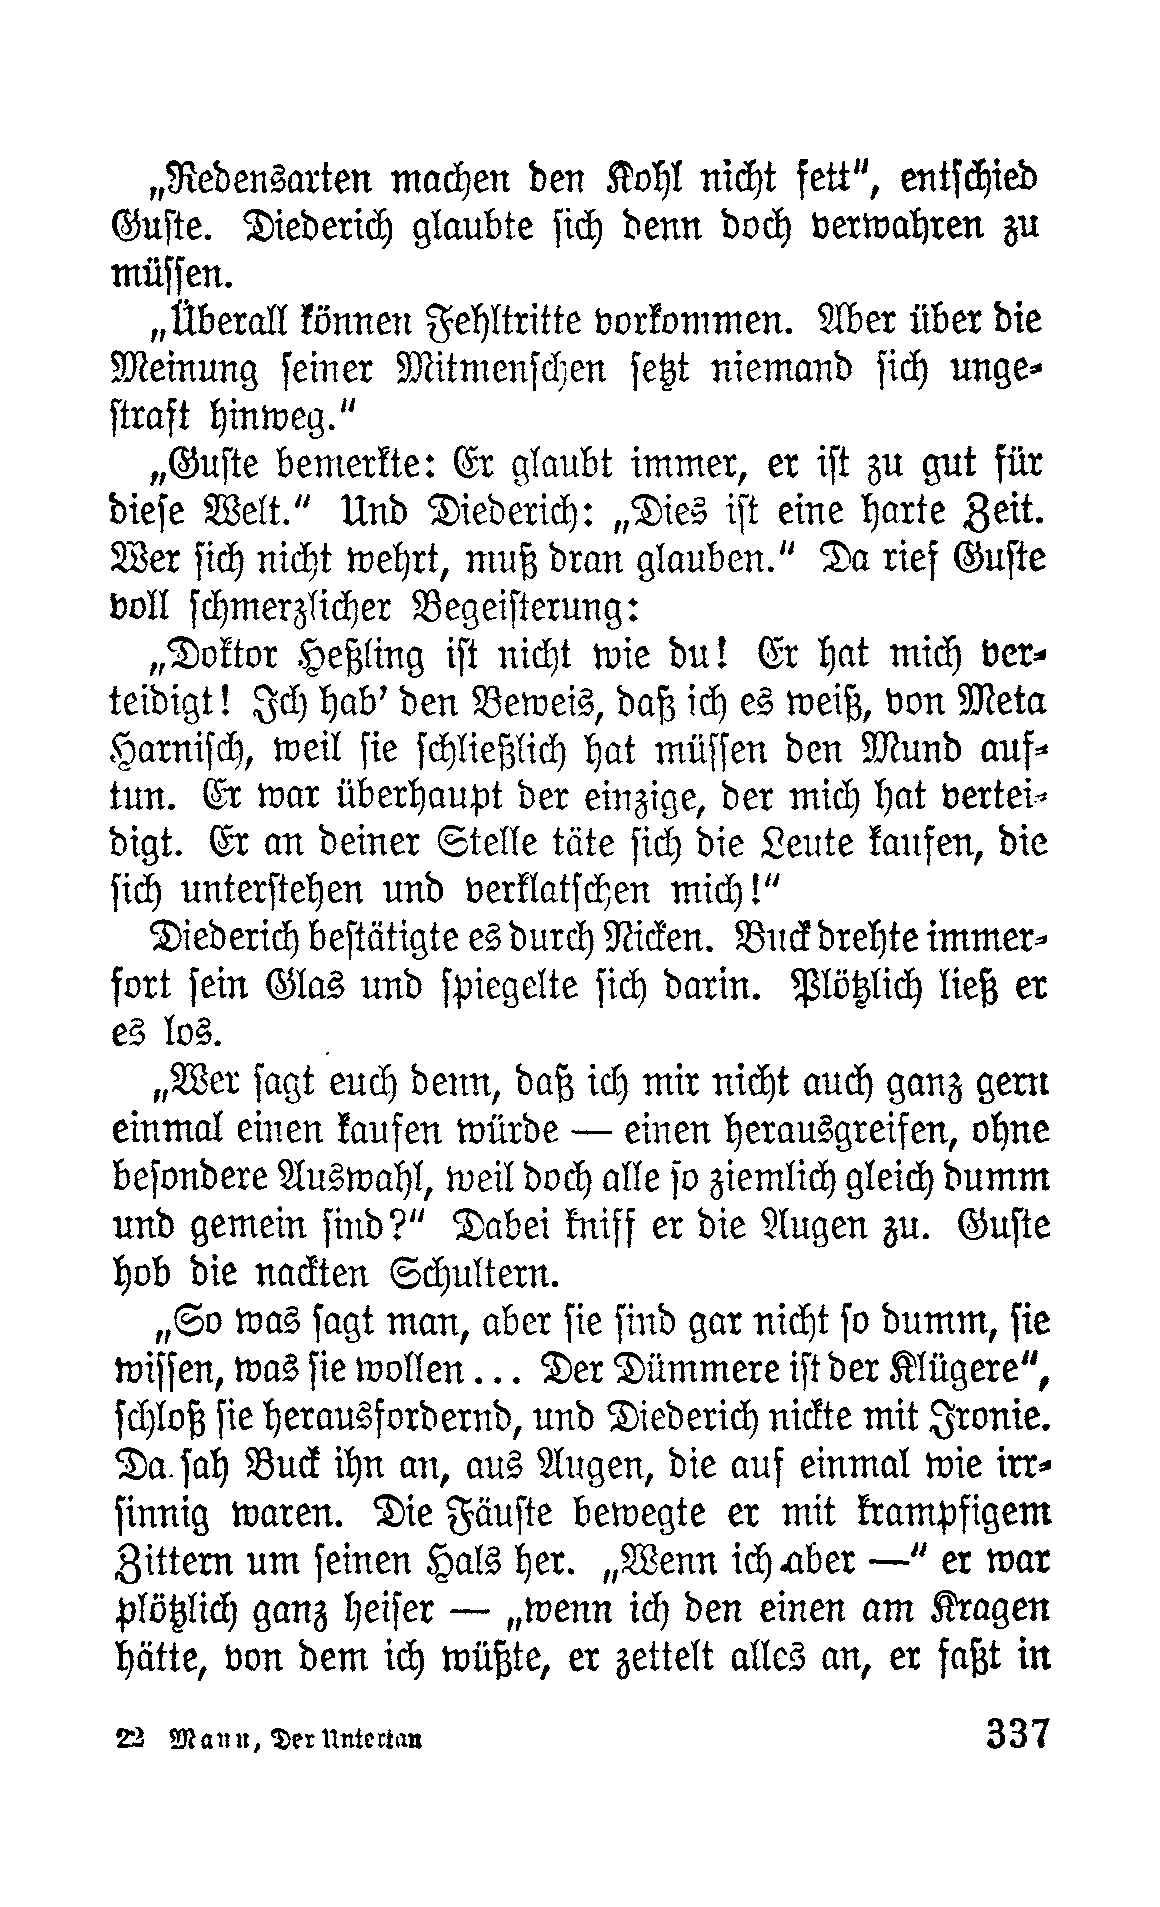 „Redensarten machen den Kohl nicht fett“, entschied
Guste. Diederich glaubte sich denn doch verwahren zu
müssen.
„Überall können Fehltritte vorkommen. Aber über die
Meinung seiner Mitmenschen setzt niemand sich unge-
straft hinweg.“
„Guste bemerkte: Er glaubt immer, er ist zu gut für
diese Welt.“ Und Diederich: „Dies ist eine harte Zeit.
Wer sich nicht wehrt, muß dran glauben.“ Da rief Guste
voll schmerzlicher Begeisterung:
„Doktor Heßling ist nicht wie du! Er hat mich ver-
teidigt! Ich hab’ den Beweis, daß ich es weiß, von Meta
Harnisch, weil sie schließlich hat müssen den Mund auf-
tun. Er war überhaupt der einzige, der mich hat vertei-
digt. Er an deiner Stelle täte sich die Leute kaufen, die
sich unterstehen und verklatschen mich!“
Diederich bestätigte es durch Nicken. Buck drehte immer-
fort sein Glas und spiegelte sich darin. Plötzlich ließ er
es los.
„Wer sagt euch denn, daß ich mir nicht auch ganz gern
einmal einen kaufen würde — einen herausgreifen, ohne
besondere Auswahl, weil doch alle so ziemlich gleich dumm
und gemein sind?“ Dabei kniff er die Augen zu. Guste
hob die nackten Schultern.
„So was sagt man, aber sie sind gar nicht so dumm, sie
wissen, was sie wollen... Der Dümmere ist der Klügere“,
schloß sie herausfordernd, und Diederich nickte mit Ironie.
Da sah Buck ihn an, aus Augen, die auf einmal wie irr-
sinnig waren. Die Fäuste bewegte er mit krampfigem
Zittern um seinen Hals her. „Wenn ich aber —“ er war
plötzlich ganz heiser — „wenn ich den einen am Kragen
hätte, von dem ich wüßte, er zettelt alles an, er faßt in
22 Mann, Der Untertan 337